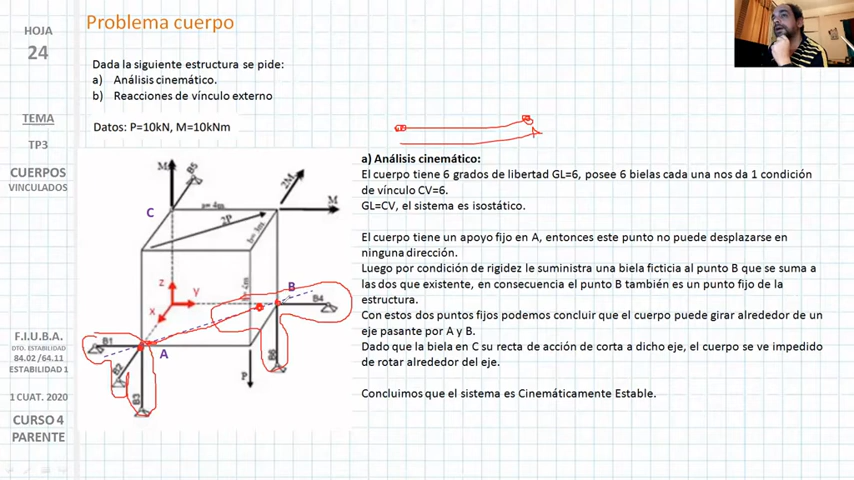 Problema cuerpo
HOJA
24
Dada la siguiente estructura se pide:
a) Análisis cinemático.
b) Reacciones de vínculo externo
Datos: P=10kN, M=10kNm
TEMA
TP3
CUERPOS
VINCULADOS
a) Análisis cinemático:
El cuerpo tiene 6 grados de libertad GL=6, posee 6 bielas cada una nos da 1 condición
de vínculo CV=6.
GL=CV, el sistema es isostático.
El cuerpo tiene un apoyo fijo en A, entonces este punto no puede desplazarse en
ninguna dirección.
Luego por condición de rigidez le suministra una biela ficticia al punto B que se suma a
las dos que existente, en consecuencia el punto B también es un punto fijo de la
estructura.
Con estos dos puntos fijos podemos concluir que el cuerpo puede girar alrededor de un
eje pasante por A y B.
Dado que la biela en C su recta de acción de corta a dicho eje, el cuerpo se ve impedido
de rotar alrededor del eje.
Concluimos que el sistema es Cinemáticamente Estable.
M
B5
2M
M
C
2P
z
y
x
B
B4
B1
A
B2
B3
B6
P
F.I.U.B.A.
DTO. ESTABILIDAD
84.02 /64.11
ESTABILIDAD 1
1 CUAT. 2020
CURSO 4
PARENTE